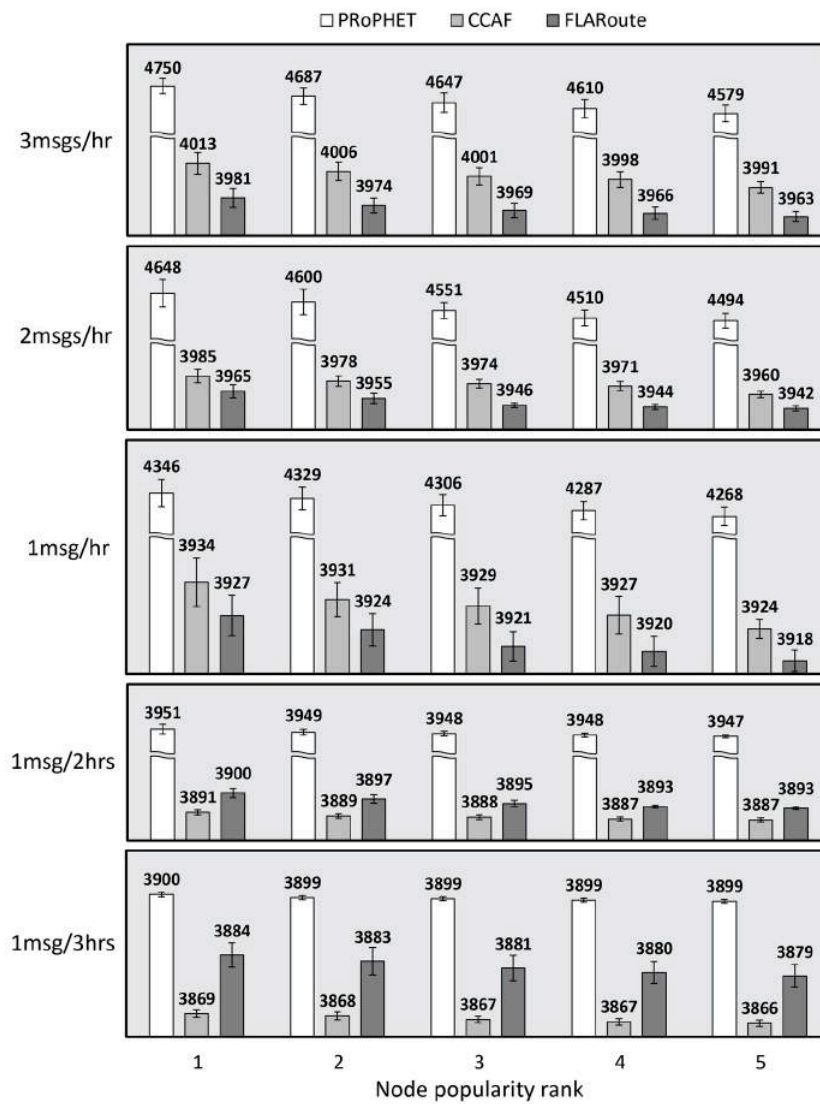 PRoPHET CCAF FLARoute
3msgs/hr
4750 4013 3981 4687 4006 3974 4647 4001 3969 4610 3998 3966 4579 3991 3963
2msgs/hr
4648 3985 3965 4600 3978 3955 4551 3974 3946 4510 3971 3944 4494 3960 3942
1msg/hr
4346 3934 3927 4329 3931 3924 4306 3929 3921 4287 3927 3920 4268 3924 3918
1msg/2hrs
3951 3891 3900 3949 3889 3897 3948 3888 3895 3948 3887 3893 3947 3887 3893
1msg/3hrs
3900 3869 3884 3899 3868 3883 3899 3867 3881 3899 3867 3880 3899 3866 3879
1 2 3 4 5
Node popularity rank